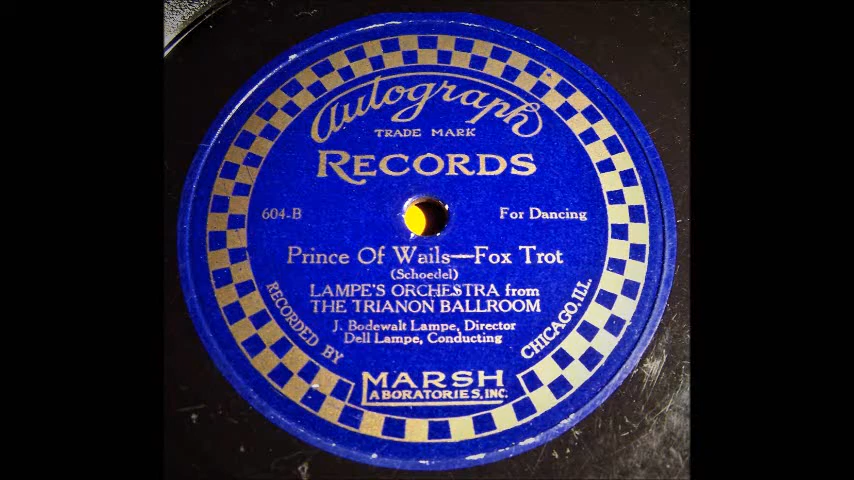 Autograph
TRADE MARK
RECORDS
604-B
For Dancing
Prince Of Wails—Fox Trot
(Schoedel)
LAMPE'S ORCHESTRA from
THE TRIANON BALLROOM
J. Bodewalt Lampe, Director
Dell Lampe, Conducting
RECORDED BY
MARSH
LABORATORIES, INC.
CHICAGO, ILL.